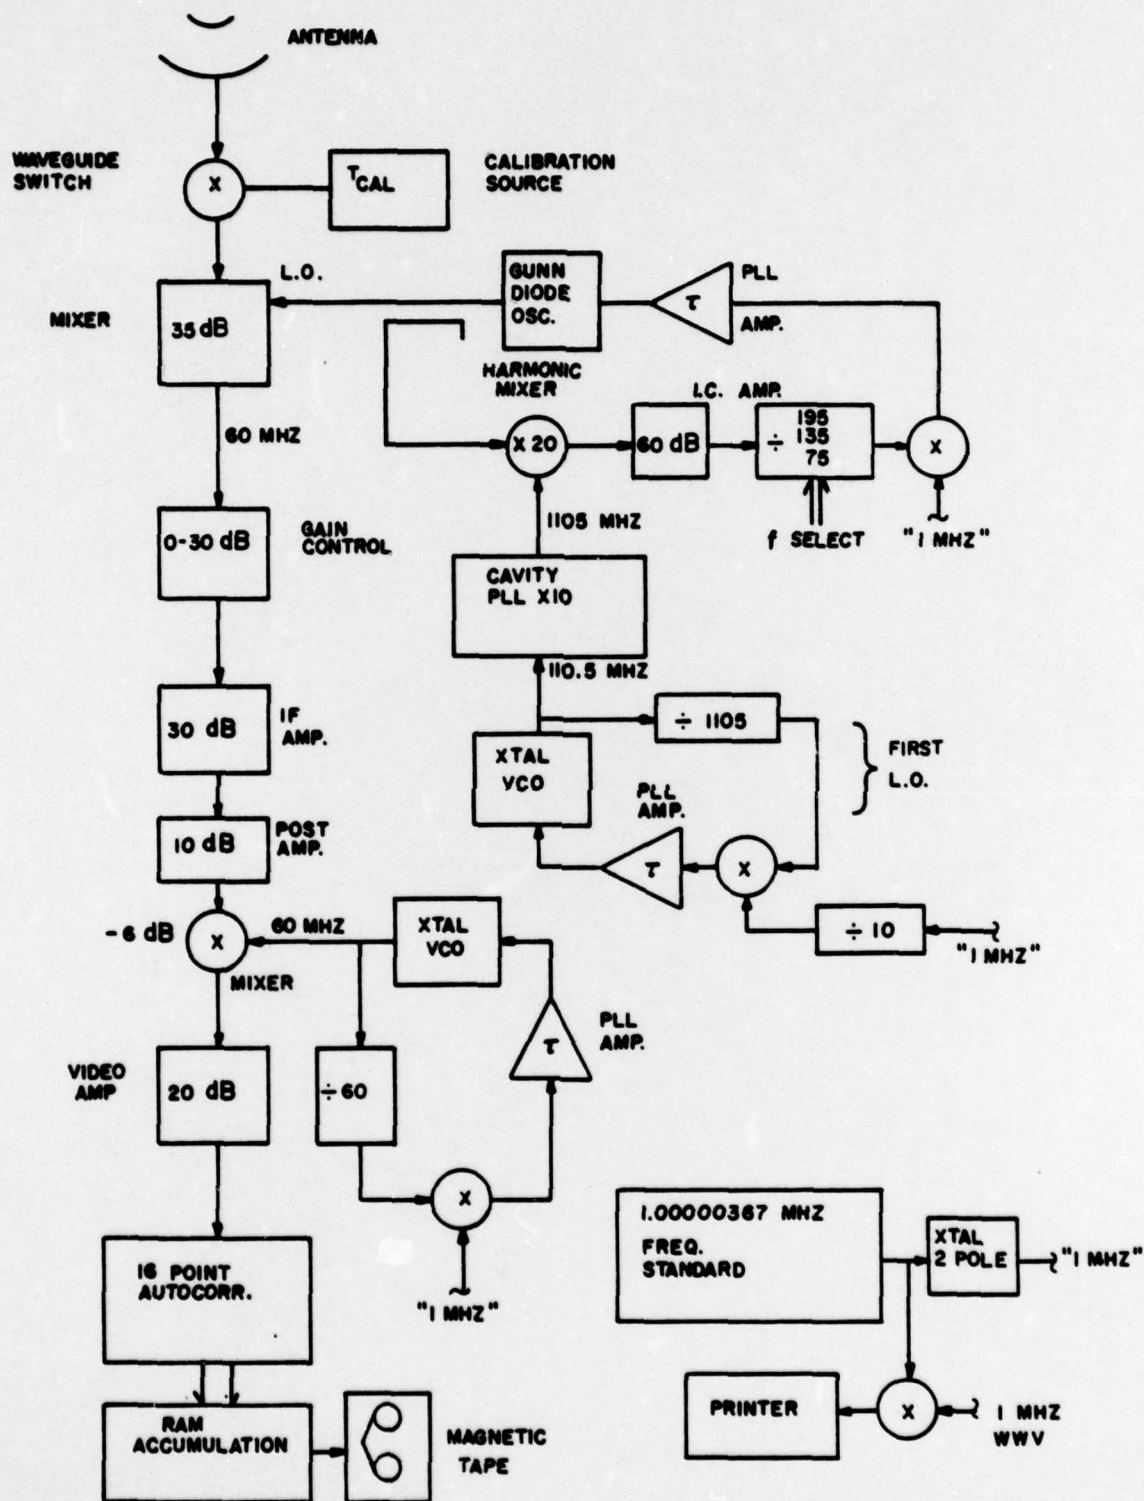 ANTENNA
WAVEGUIDE
SWITCH
X
TCAL
CALIBRATION
SOURCE
L.O.
GUNN
DIODE
OSC.
τ
PLL
AMP.
MIXER
35 dB
HARMONIC
MIXER
I.C. AMP.
X 20
60 dB
÷
195
135
75
X
60 MHZ
1105 MHZ
f SELECT
"1 MHZ"
0-30 dB
GAIN
CONTROL
CAVITY
PLL X10
110.5 MHZ
30 dB
IF
AMP.
÷ 1105
XTAL
VCO
FIRST
L.O.
PLL
AMP.
10 dB
POST
AMP.
τ
X
-6 dB
X
60 MHZ
XTAL
VCO
÷ 10
"1 MHZ"
MIXER
PLL
AMP.
τ
VIDEO
AMP
20 dB
÷60
X
"1 MHZ"
1.00000367 MHZ
FREQ.
STANDARD
XTAL
2 POLE
"1 MHZ"
16 POINT
AUTOCORR.
PRINTER
X
1 MHZ
WWV
RAM
ACCUMULATION
MAGNETIC
TAPE